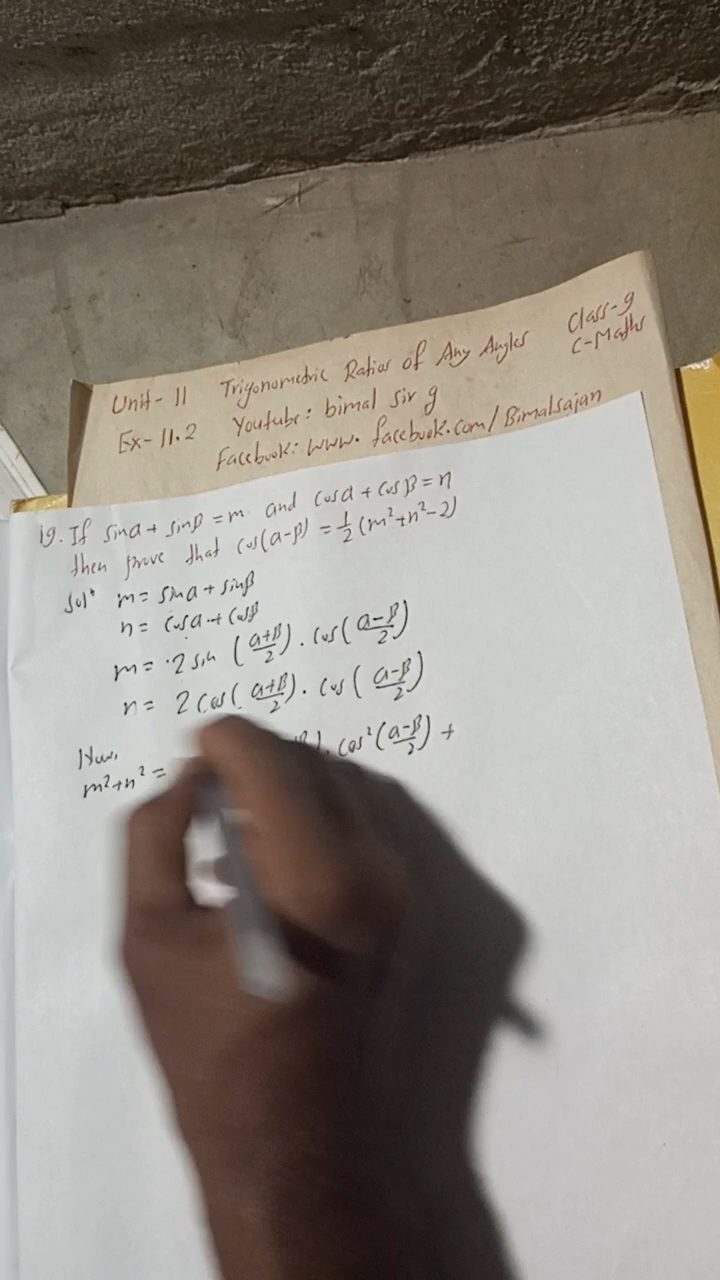 Unit- 11 Trigonometric Ratios of Any Angles Class-9
Ex- 11.2 Youtube: bimal sir g C-Maths
Facebook: www. facebook.com/Bimalsajan
19. If sinα + sinβ = m and cosα + cosβ = n
then prove that cos(α-β) = 1/2 (m²+n²-2)
Solⁿ m = sinα + sinβ
n = cosα + cosβ
m = 2 sin (α+β/2) . cos(α-β/2)
n = 2 cos( α+β/2) . cos ( α-β/2)
Now,
m²+n² = . cos²(α-β/2) +